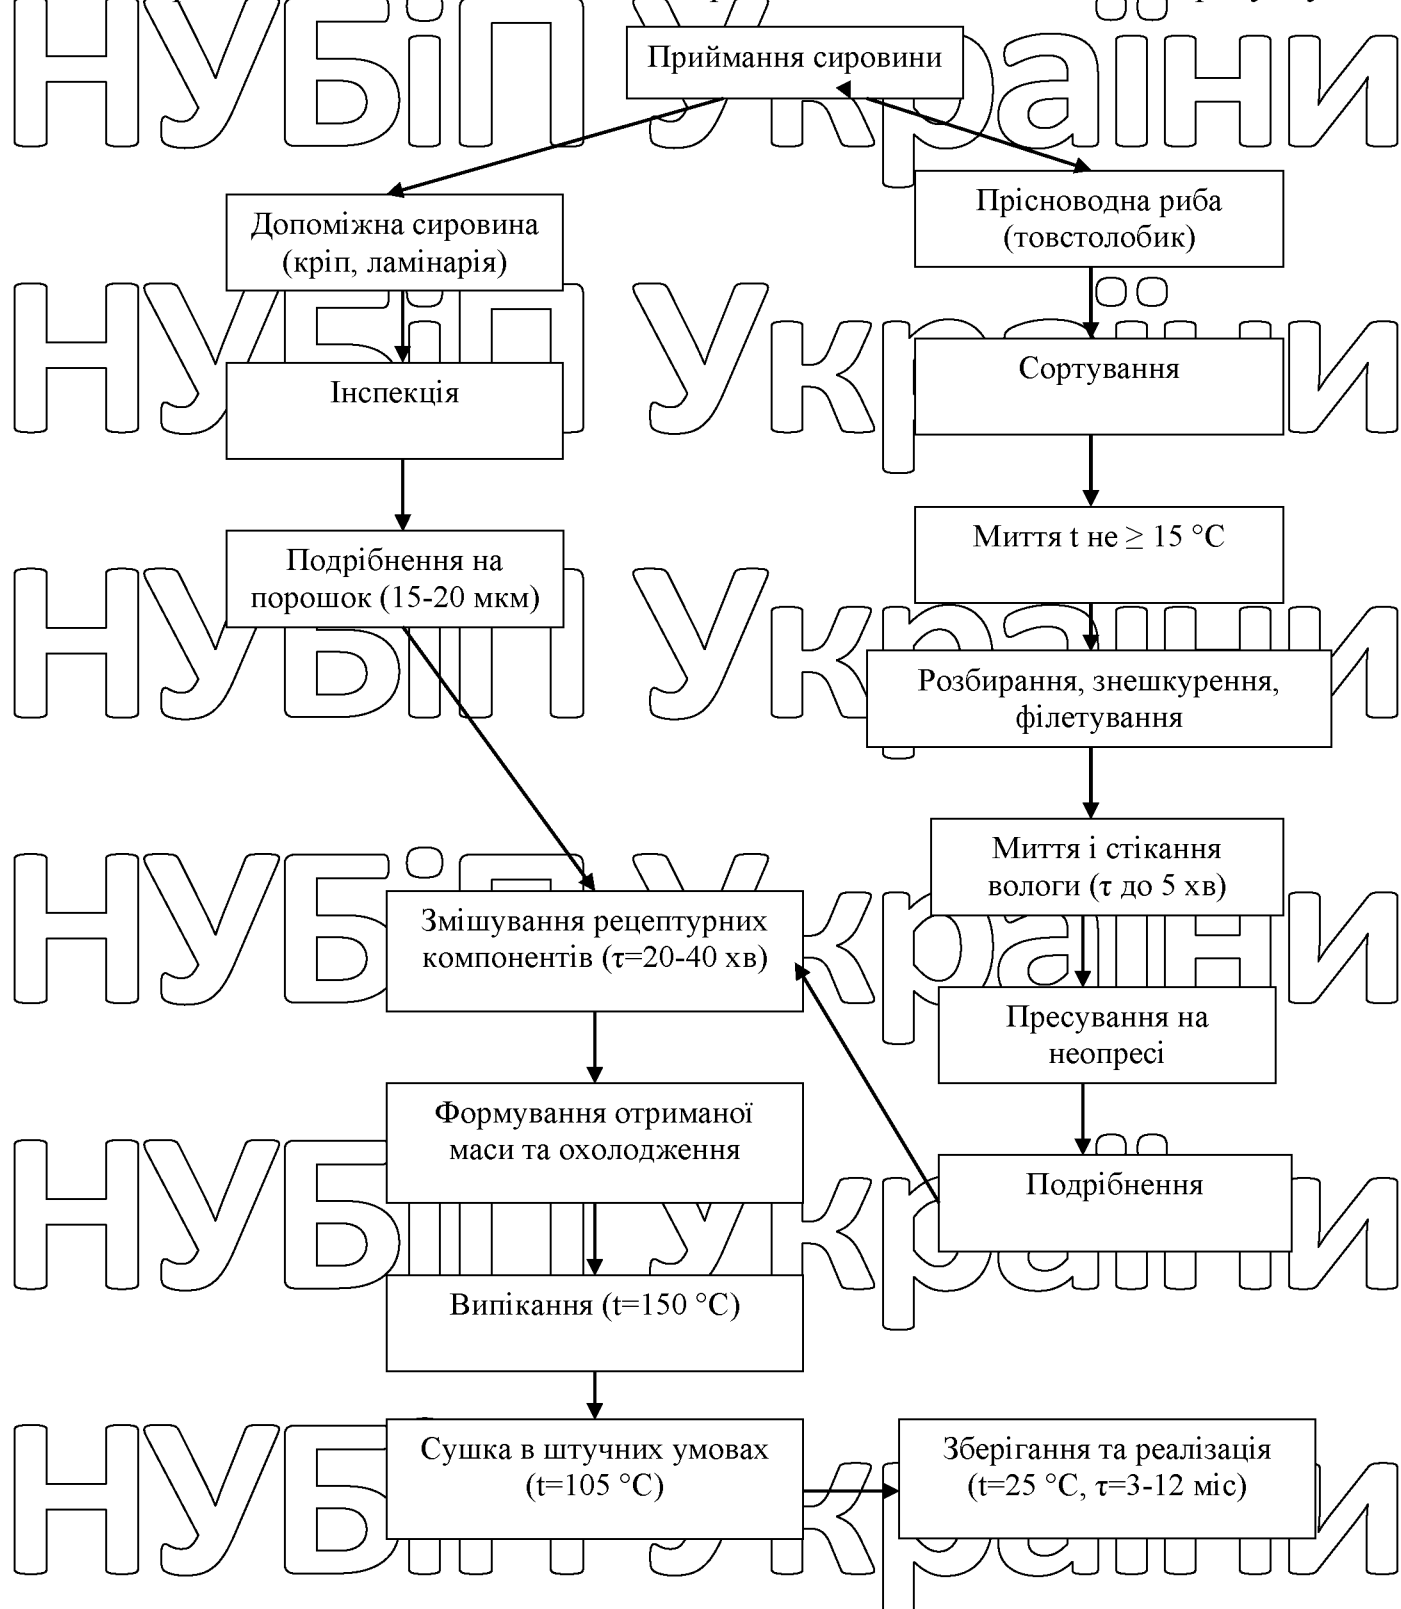 НУБіП України
Приймання сировини
Допоміжна сировина
(кріп, ламінарія)
Прісноводна риба
(товстолобик)
НУБіП України
Інспекція
Сортування
Миття t не ≥ 15 °С
Подрібнення на
порошок (15-20 мкм)
НУБіП України
Розбирання, знешкурення,
філетування
Миття і стікання
вологи (τ до 5 хв)
НУБіП України
Змішування рецептурних
компонентів (τ=20-40 хв)
Пресування на
неопресі
Формування отриманої
маси та охолодження
Подрібнення
НУБіП України
Випікання (t=150 °С)
Сушка в штучних умовах
(t=105 °С)
Зберігання та реалізація
(t=25 °С, τ=3-12 міс)
НУБіП України